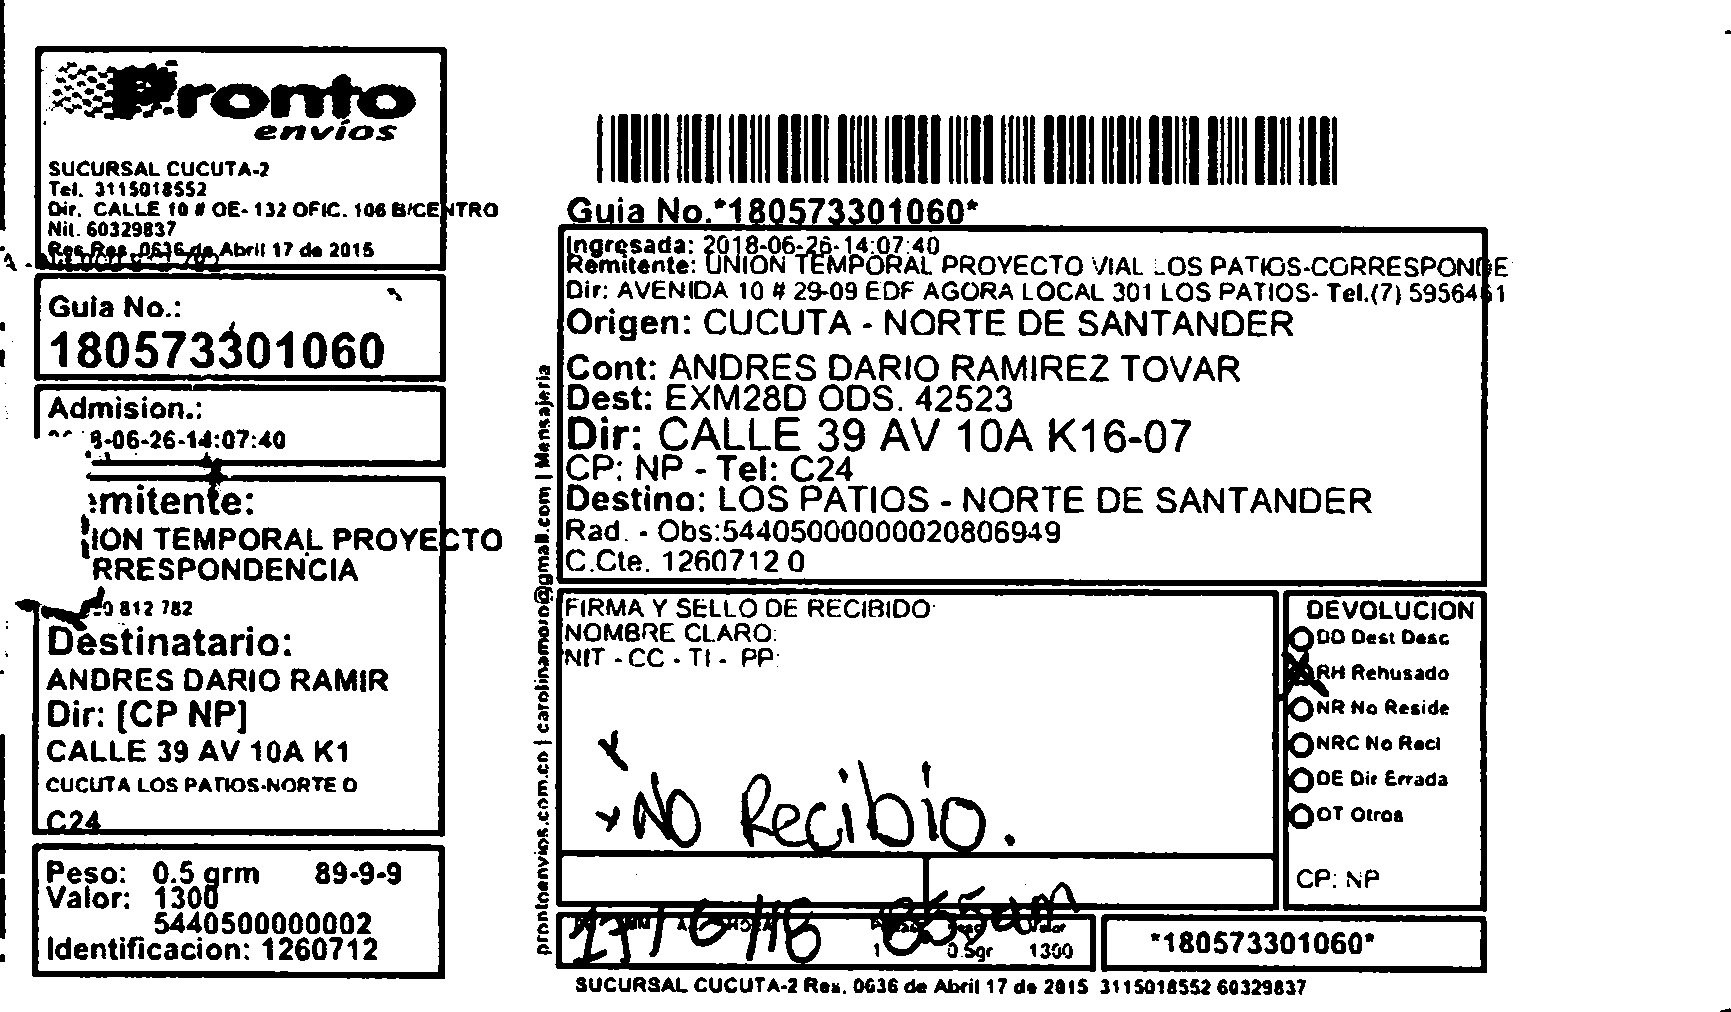 Pronto
envíos
SUCURSAL CUCUTA-2
Tel. 3115018552
Dir. CALLE 10 # OE-132 OFIC. 106 B/CENTRO
Nit. 60329837
Res.Res. 0636 de Abril 17 de 2015
Guia No.:
180573301060
Admision.:
8-06-26-14:07:40
emitente:
ION TEMPORAL PROYECTO
RRESPONDENCIA
812 782
Destinatario:
ANDRES DARIO RAMIR
Dir: [CP NP]
CALLE 39 AV 10A K1
CUCUTA LOS PATIOS-NORTE D
C24
Peso: 0.5 grm 89-9-9
Valor: 1300
5440500000002
Identificacion: 1260712
prontoenvios.com.co | carolinamoro@gmail.com | Mensajeria
Guia No.*180573301060*
Ingresada: 2018-06-26-14:07:40
Remitente: UNION TEMPORAL PROYECTO VIAL LOS PATIOS-CORRESPONDE
Dir: AVENIDA 10 # 29-09 EDF AGORA LOCAL 301 LOS PATIOS- Tel.(7) 5956461
Origen: CUCUTA - NORTE DE SANTANDER
Cont: ANDRES DARIO RAMIREZ TOVAR
Dest: EXM28D ODS. 42523
Dir: CALLE 39 AV 10A K16-07
CP: NP - Tel: C24
Destino: LOS PATIOS - NORTE DE SANTANDER
Rad. - Obs:54405000000020806949
C.Cte. 1260712 0
FIRMA Y SELLO DE RECIBIDO:
NOMBRE CLARO:
NIT - CC - TI - PP:
No Recibio.
DEVOLUCION
DD Dest Desc
RH Rehusado
NR No Reside
NRC No Recl
DE Dir Errada
OT Otros
CP: NP
27/6/18 855am
1 0.5gr 1300
*180573301060*
SUCURSAL CUCUTA-2 Res. 0636 de Abril 17 de 2015 3115018552 60329837